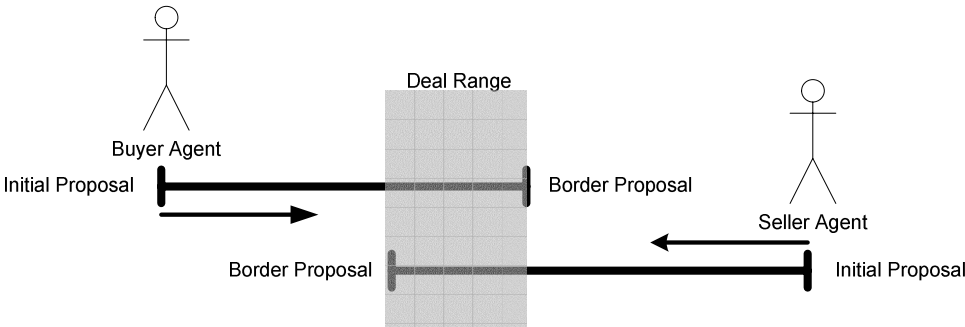 Deal Range
Buyer Agent
Initial Proposal
Border Proposal
Seller Agent
Border Proposal
Initial Proposal